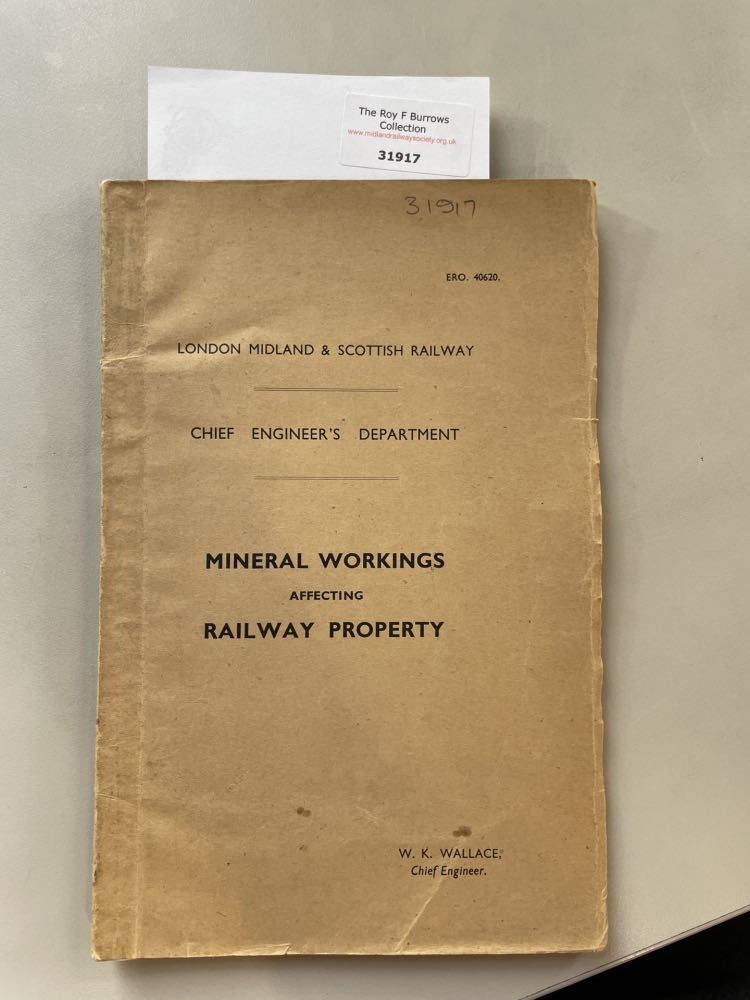 The Roy F Burrows
Collection
www.midlandrailwaysociety.org.uk
31917
31917
ERO. 40620.
LONDON MIDLAND & SCOTTISH RAILWAY
CHIEF ENGINEER'S DEPARTMENT
MINERAL WORKINGS
AFFECTING
RAILWAY PROPERTY
W. K. WALLACE,
Chief Engineer.